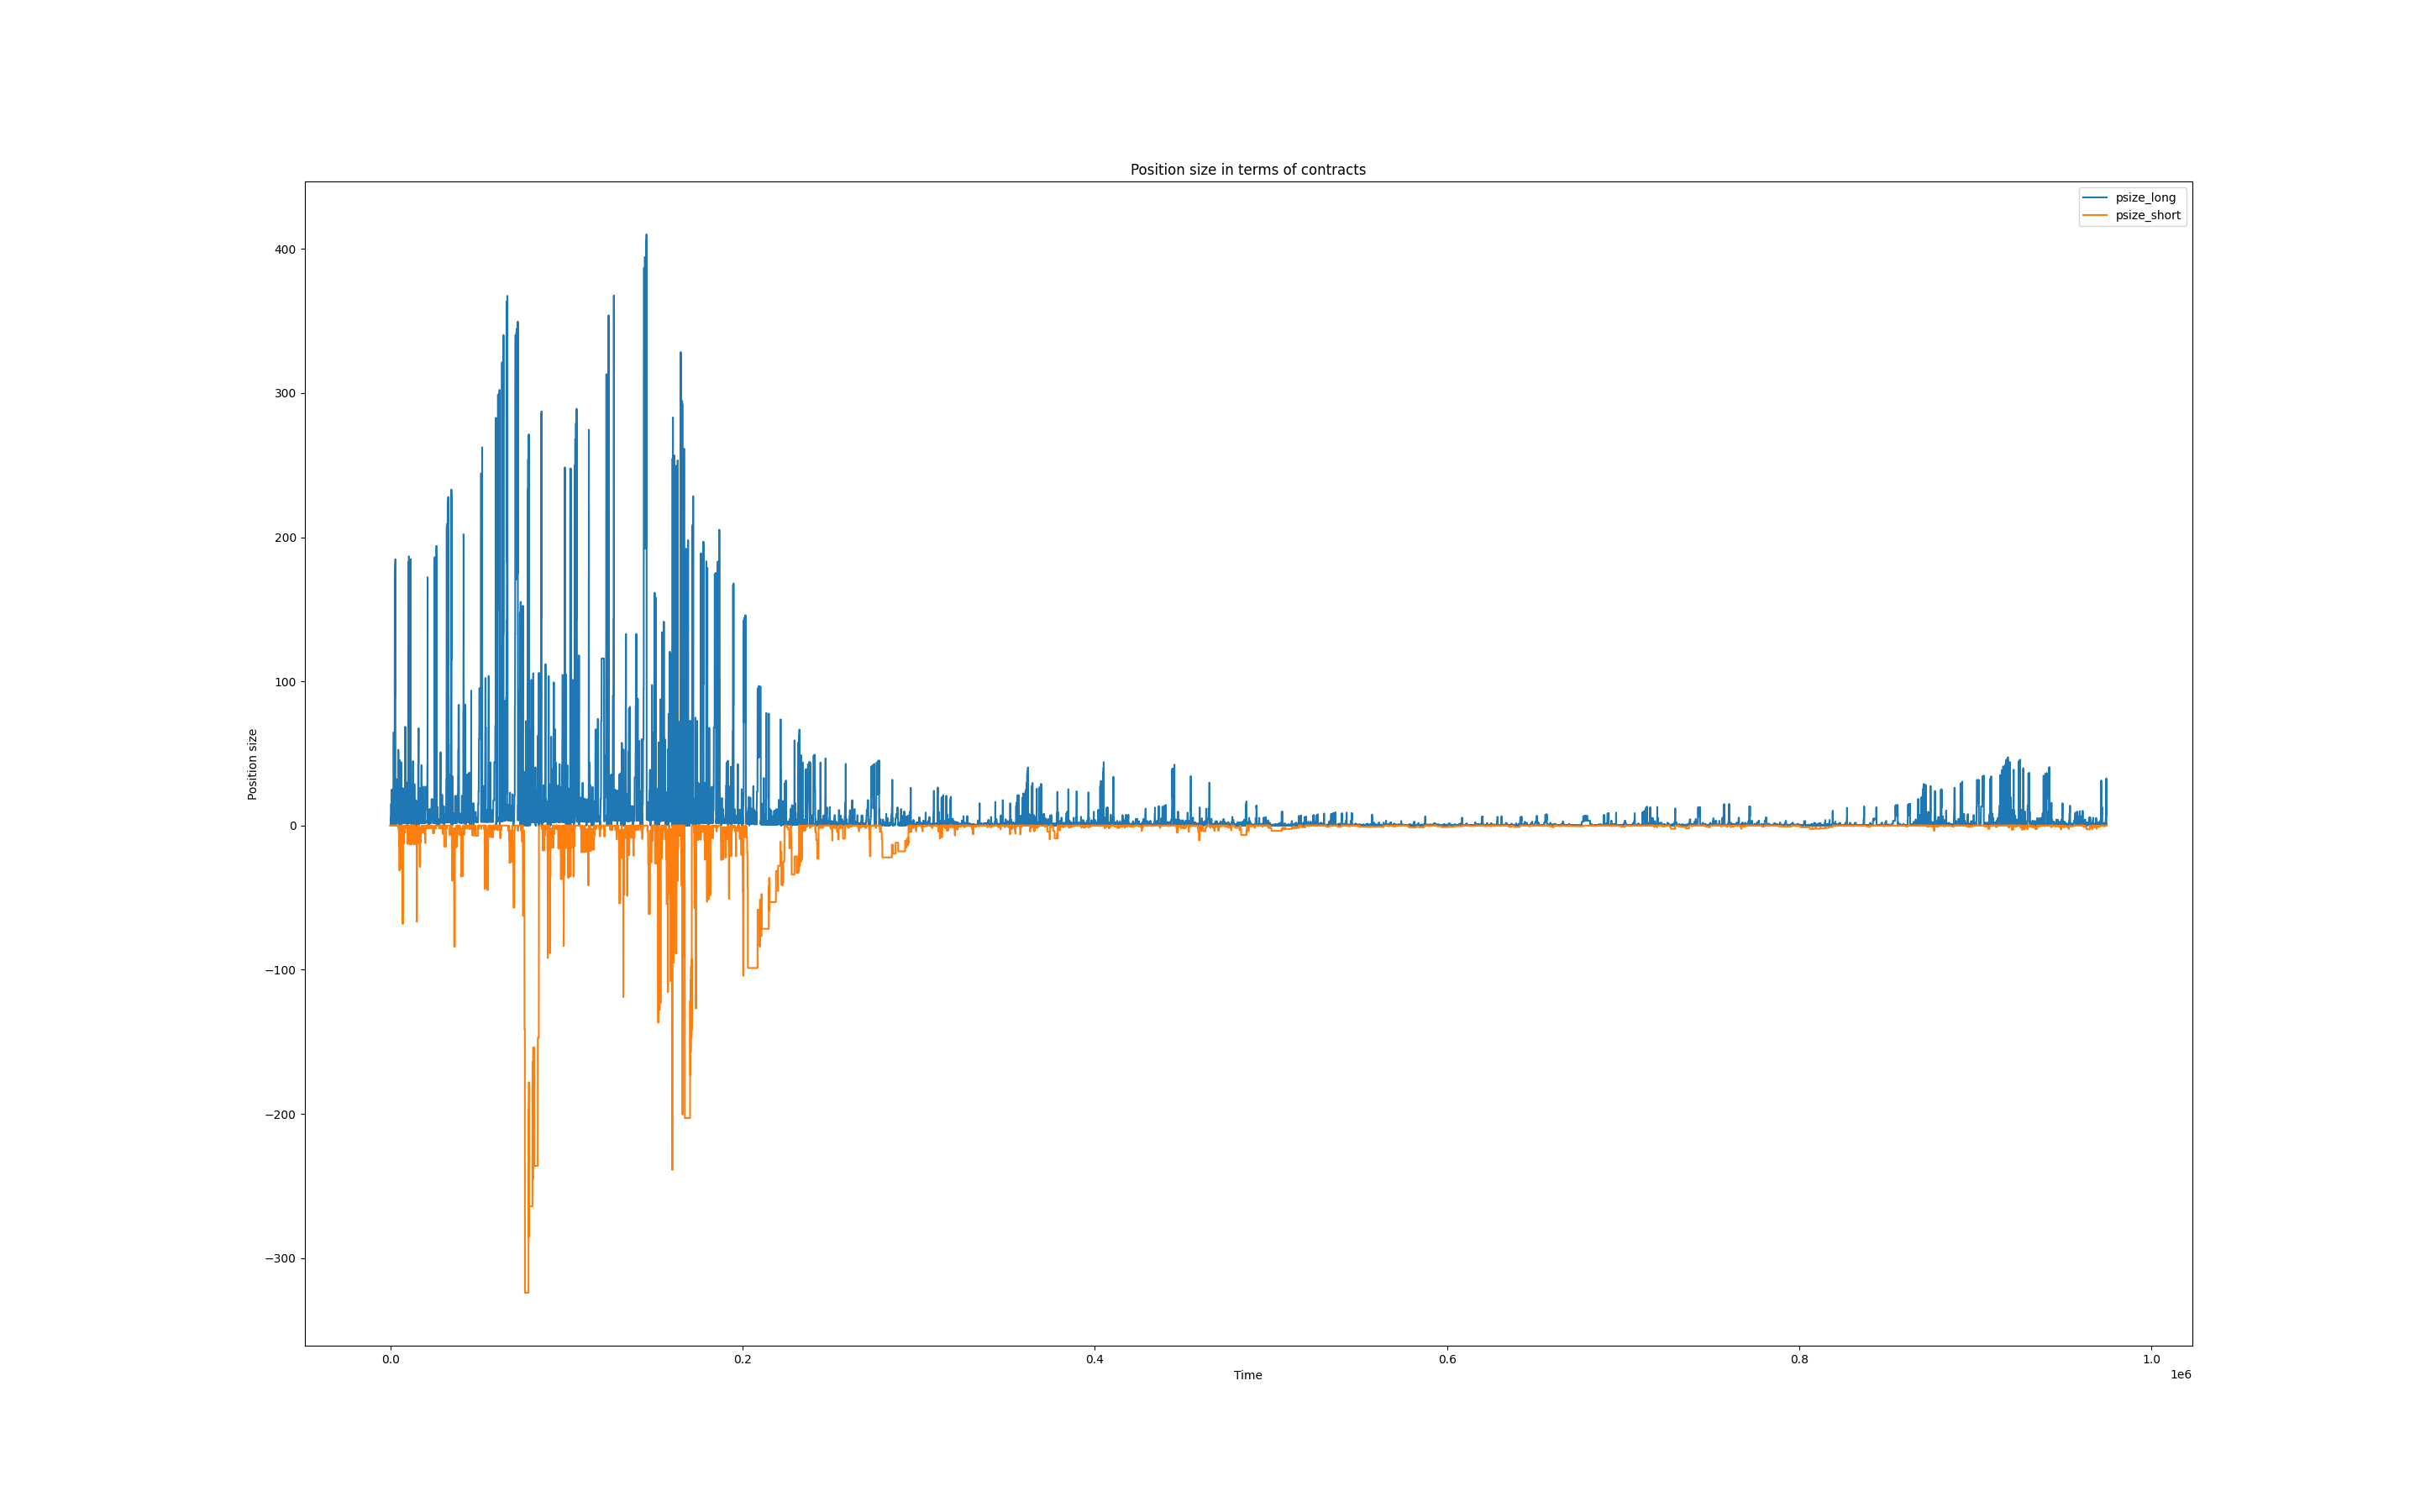 Position size in terms of contracts
psize_long
psize_short
400
300
200
100
0
−100
−200
−300
Position size
0.0 0.2 0.4 0.6 0.8 1.0
Time
1e6